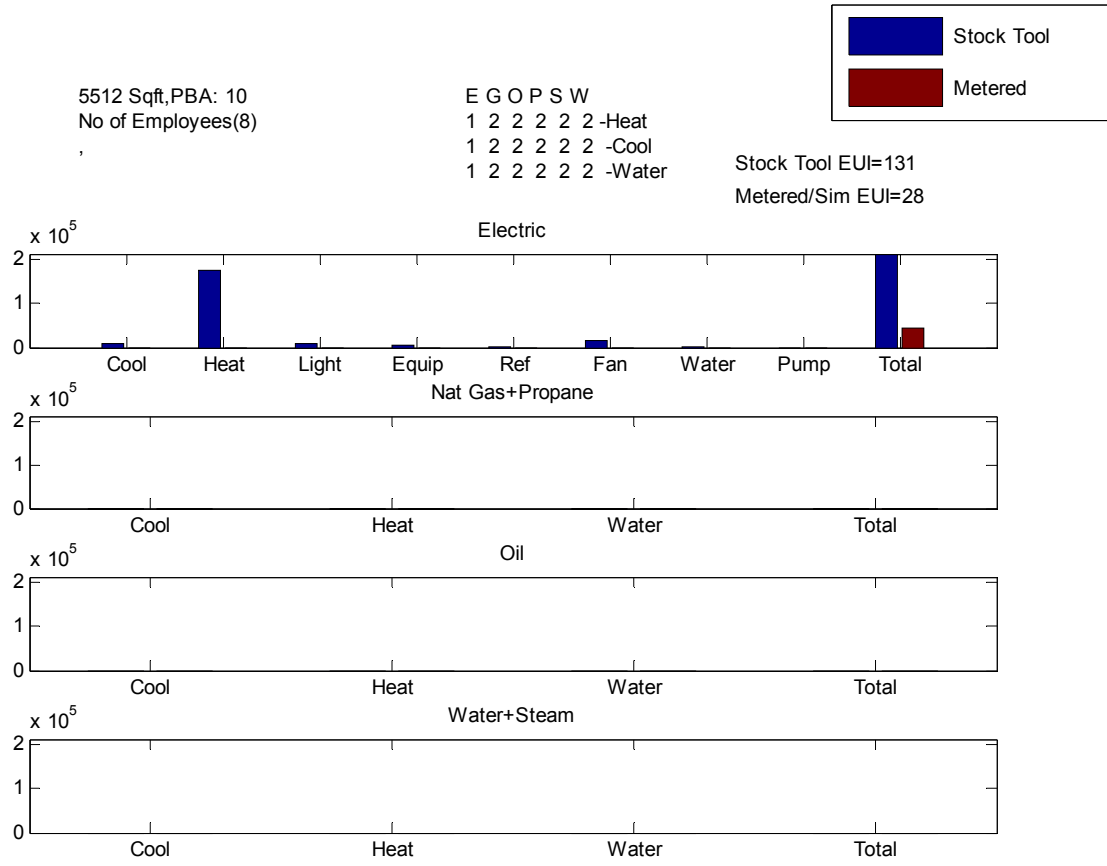 Stock Tool
Metered
5512 Sqft,PBA: 10
No of Employees(8)
,
E G O P S W
1 2 2 2 2 2 -Heat
1 2 2 2 2 2 -Cool
1 2 2 2 2 2 -Water
Stock Tool EUI=131
Metered/Sim EUI=28
Electric
x 10^5
2
1
0
Cool Heat Light Equip Ref Fan Water Pump Total
Nat Gas+Propane
x 10^5
2
1
0
Cool Heat Water Total
Oil
x 10^5
2
1
0
Cool Heat Water Total
Water+Steam
x 10^5
2
1
0
Cool Heat Water Total